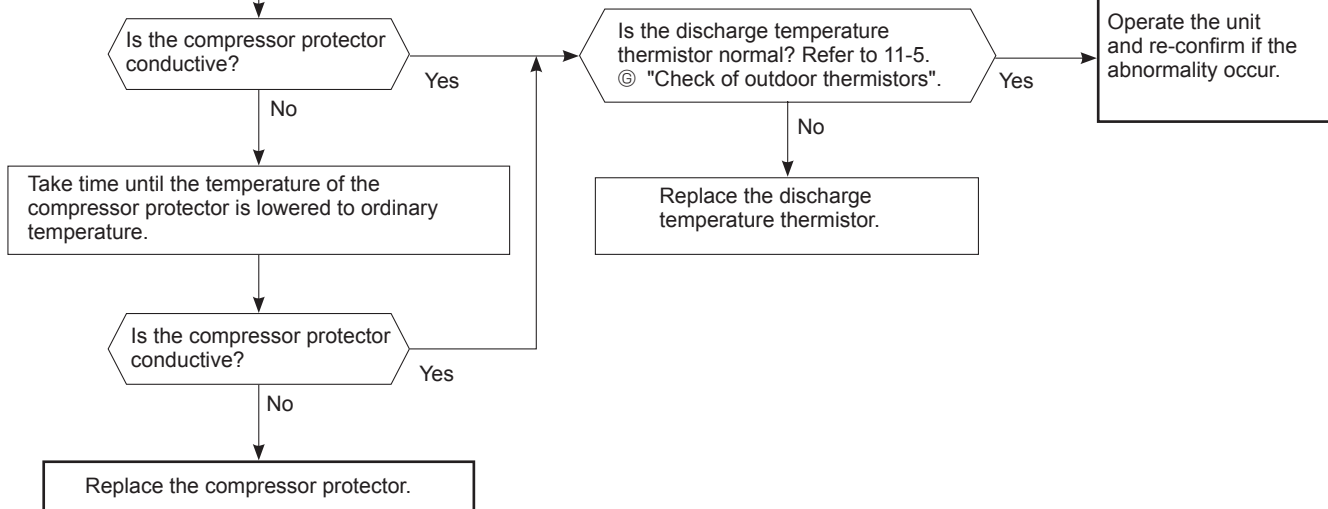 Is the compressor protector
conductive?
Yes
No
Take time until the temperature of the
compressor protector is lowered to ordinary
temperature.
Is the compressor protector
conductive?
Yes
No
Replace the compressor protector.
Is the discharge temperature
thermistor normal? Refer to 11-5.
Ⓖ "Check of outdoor thermistors".
Yes
No
Replace the discharge
temperature thermistor.
Operate the unit
and re-confirm if the
abnormality occur.